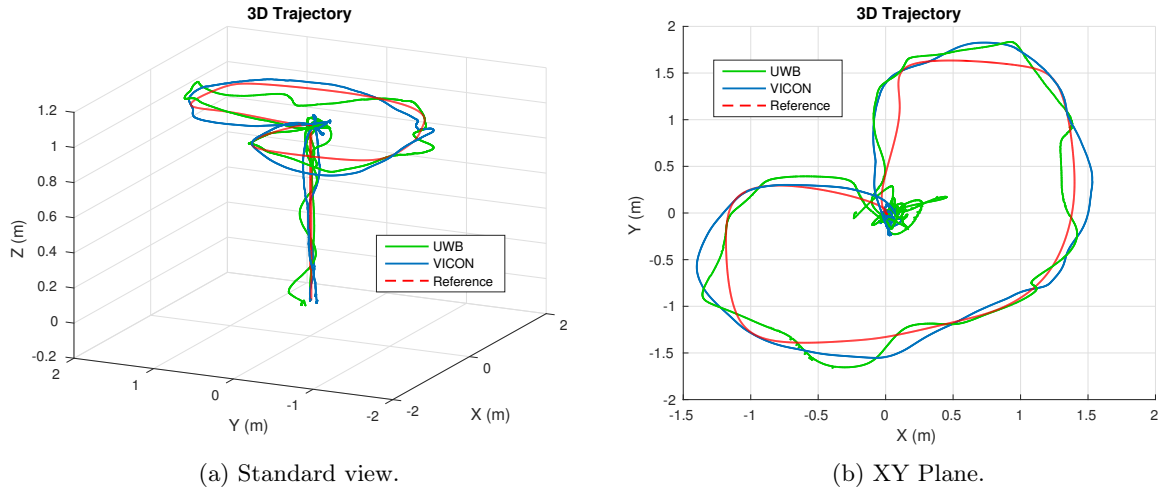 3D Trajectory
1.2
1
0.8
0.6
0.4
0.2
0
-0.2
Z (m)
2
1
0
-1
-2
Y (m)
-2
0
2
X (m)
UWB
VICON
Reference
(a) Standard view.
3D Trajectory
2
1.5
1
0.5
0
-0.5
-1
-1.5
-2
Y (m)
UWB
VICON
Reference
-1.5
-1
-0.5
0
0.5
1
1.5
2
X (m)
(b) XY Plane.